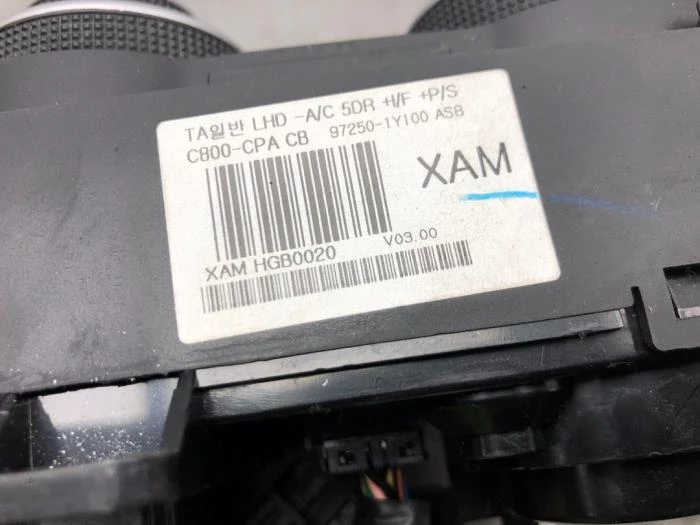 TA일반 LHD -A/C 5DR +I/F +P/S
C800-CPA CB 97250-1Y100 ASB
XAM
XAM HGB0020 V03.00